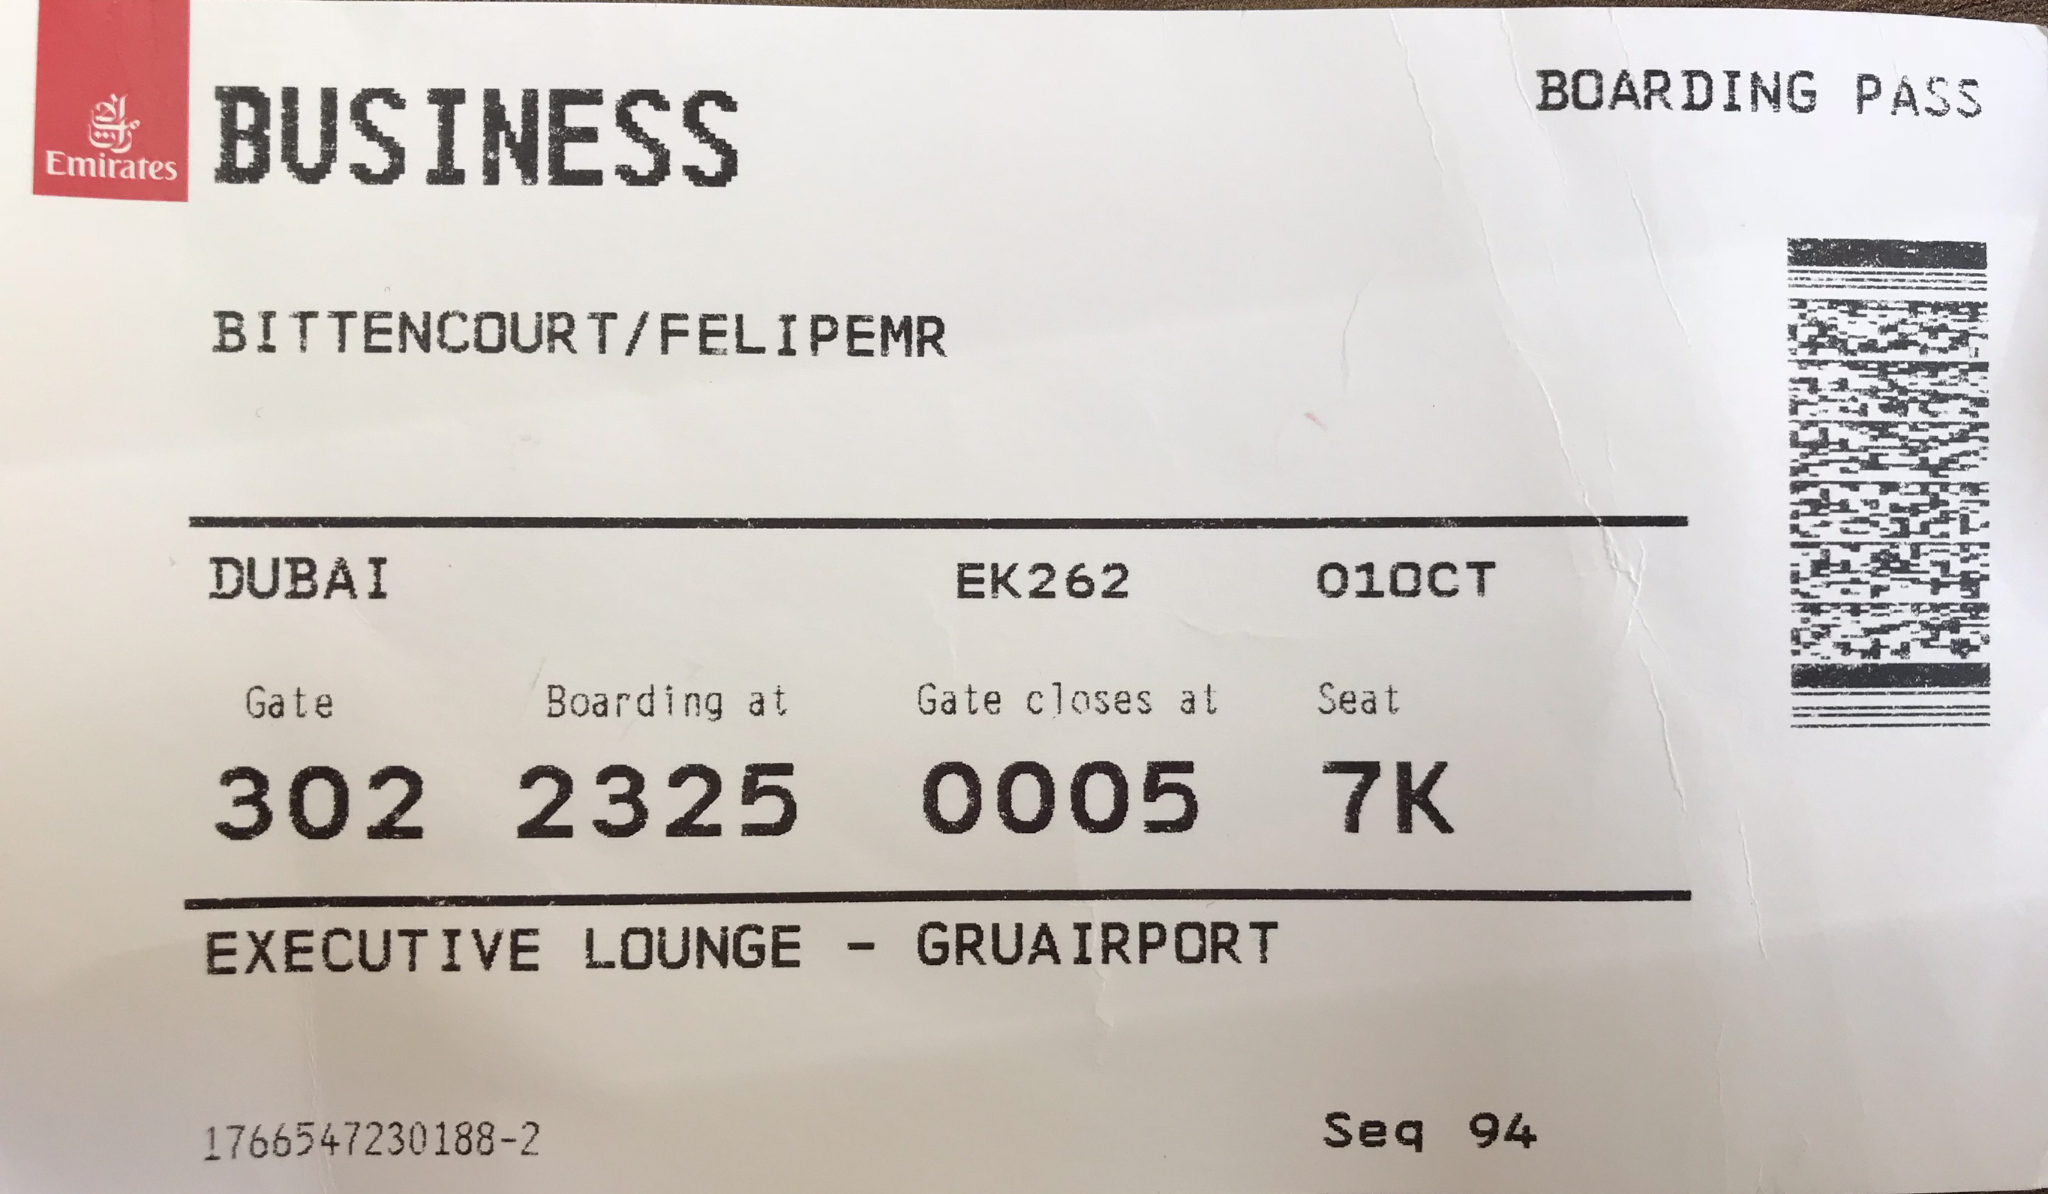 Emirates
BUSINESS
BOARDING PASS
BITTENCOURT/FELIPEMR
DUBAI EK262 01OCT
Gate Boarding at Gate closes at Seat
302 2325 0005 7K
EXECUTIVE LOUNGE - GRUAIRPORT
1766547230188-2 Seq 94